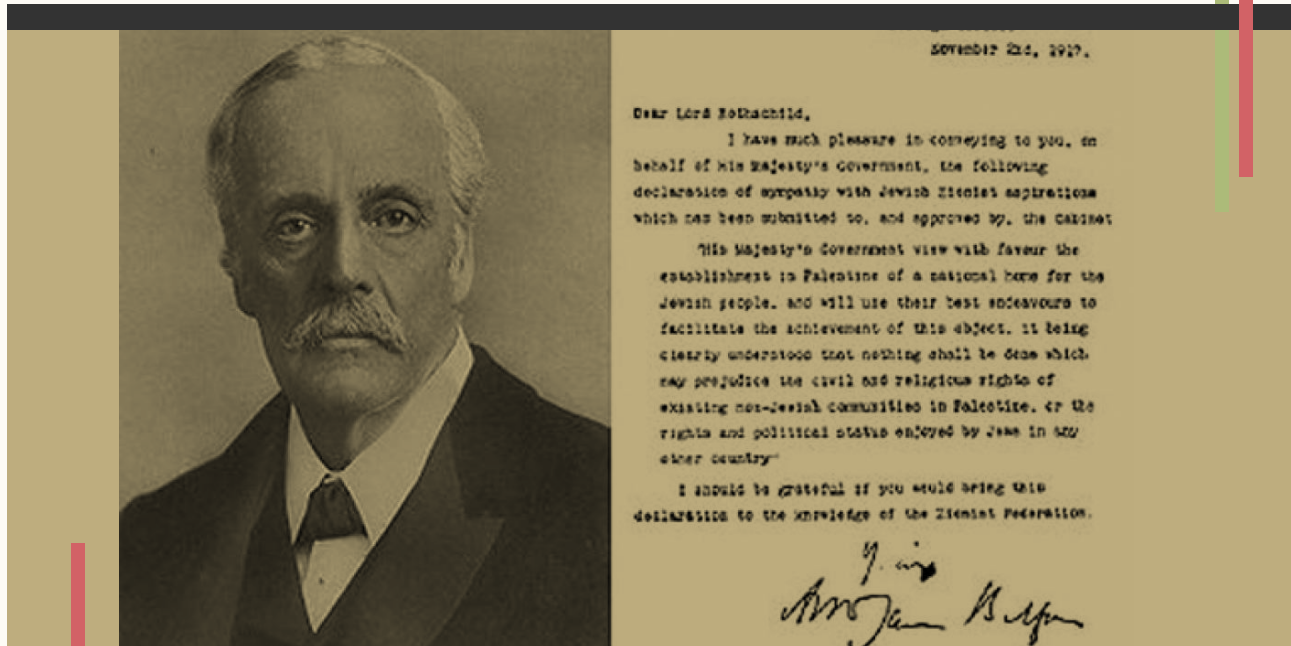 November 2nd, 1917.
Dear Lord Rothschild,
I have much pleasure in conveying to you, on
behalf of His Majesty's Government, the following
declaration of sympathy with Jewish Zionist aspirations
which has been submitted to, and approved by, the Cabinet
"His Majesty's Government view with favour the
establishment in Palestine of a national home for the
Jewish people, and will use their best endeavours to
facilitate the achievement of this object, it being
clearly understood that nothing shall be done which
may prejudice the civil and religious rights of
existing non-Jewish communities in Palestine, or the
rights and political status enjoyed by Jews in any
other country"
I should be grateful if you would bring this
declaration to the knowledge of the Zionist Federation.